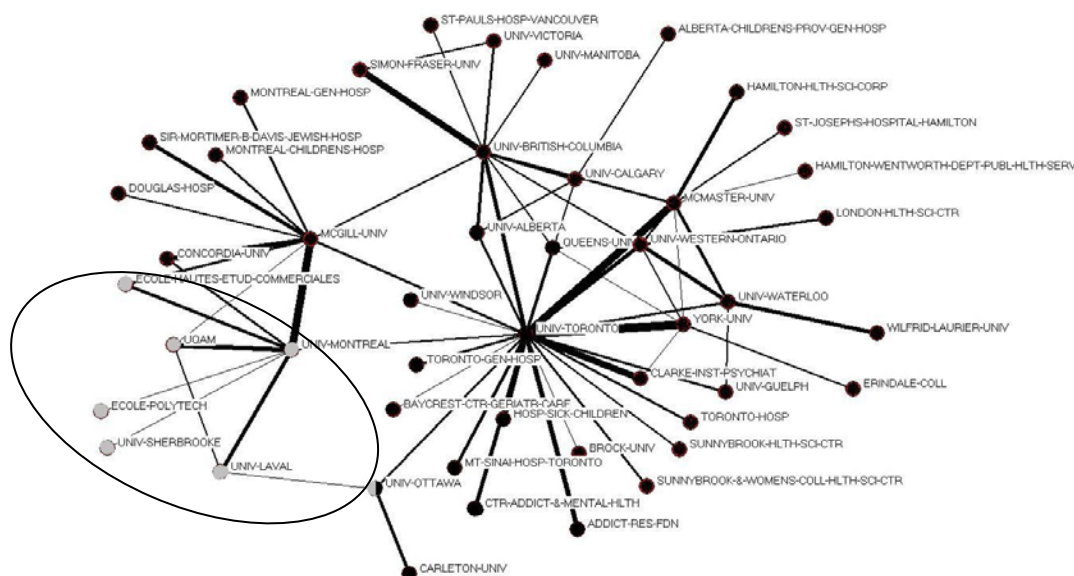 ST-PAULS-HOSP-VANCOUVER
ALBERTA-CHILDRENS-PROV-GEN-HOSP
UNIV-VICTORIA
UNIV-MANITOBA
SIMON-FRASER-UNIV
MONTREAL-GEN-HOSP
HAMILTON-HLTH-SCI-CORP
ST-JOSEPHS-HOSPITAL-HAMILTON
SIR-MORTIMER-B-DAVIS-JEWISH-HOSP
MONTREAL-CHILDRENS-HOSP
UNIV-BRITISH-COLUMBIA
HAMILTON-WENTWORTH-DEPT-PUBL-HLTH-SERV
UNIV-CALGARY
DOUGLAS-HOSP
MCMASTER-UNIV
LONDON-HLTH-SCI-CTR
UNIV-ALBERTA
MCGILL-UNIV
QUEENS-UNIV
UNIV-WESTERN-ONTARIO
CONCORDIA-UNIV
ECOLE-HAUTES-ETUD-COMMERCIALES
UNIV-WINDSOR
UNIV-WATERLOO
YORK-UNIV
UNIV-TORONTO
WILFRID-LAURIER-UNIV
UQAM
UNIV-MONTREAL
TORONTO-GEN-HOSP
CLARKE-INST-PSYCHIAT
UNIV-GUELPH
ERINDALE-COLL
ECOLE-POLYTECH
BAYCREST-CTR-GERIATR-CARE
HOSP-SICK-CHILDREN
TORONTO-HOSP
UNIV-SHERBROOKE
BROCK-UNIV
SUNNYBROOK-HLTH-SCI-CTR
UNIV-LAVAL
MT-SINAI-HOSP-TORONTO
UNIV-OTTAWA
SUNNYBROOK-&-WOMENS-COLL-HLTH-SCI-CTR
CTR-ADDICT-&-MENTAL-HLTH
ADDICT-RES-FDN
CARLETON-UNIV